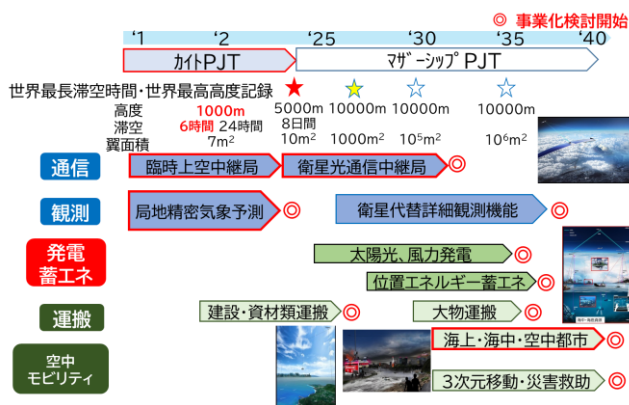 ◎ 事業化検討開始
‘1 ‘2 ‘25 ‘30 ‘35 ‘40
カイトPJT マザーシップPJT
世界最長滞空時間・世界最高高度記録
高度 1000m 5000m 10000m 10000m 10000m
滞空 6時間 24時間 8日間
翼面積 7m² 10m² 1000m² 10⁵m² 10⁶m²
通信 臨時上空中継局 衛星光通信中継局
観測 局地精密気象予測 衛星代替詳細観測機能
発電
蓄エネ
太陽光、風力発電
位置エネルギー蓄エネ
運搬 建設・資材類運搬 大物運搬
空中
モビリティ
海上・海中・空中都市
3次元移動・災害救助